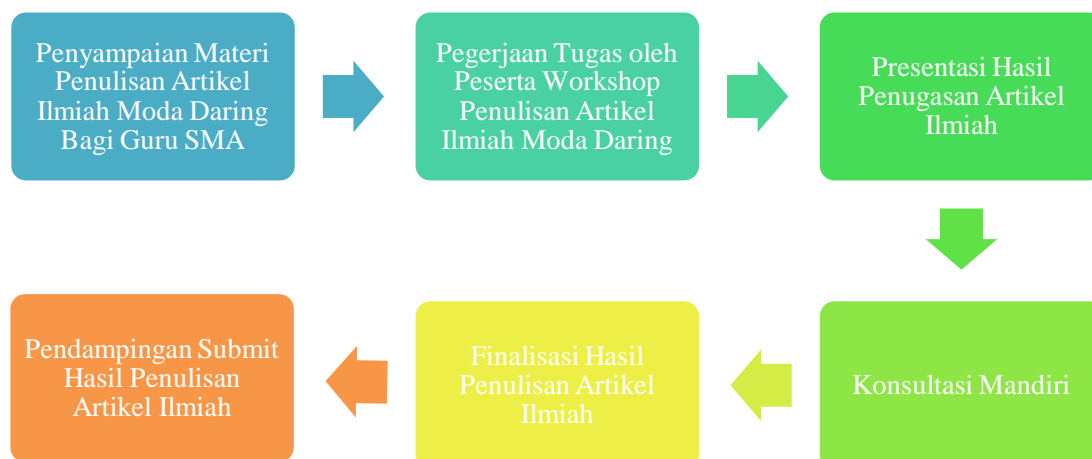 Penyampaian Materi
Penulisan Artikel
Ilmiah Moda Daring
Bagi Guru SMA
Pegerjaan Tugas oleh
Peserta Workshop
Penulisan Artikel
Ilmiah Moda Daring
Presentasi Hasil
Penugasan Artikel
Ilmiah
Konsultasi Mandiri
Finalisasi Hasil
Penulisan Artikel
Ilmiah
Pendampingan Submit
Hasil Penulisan
Artikel Ilmiah